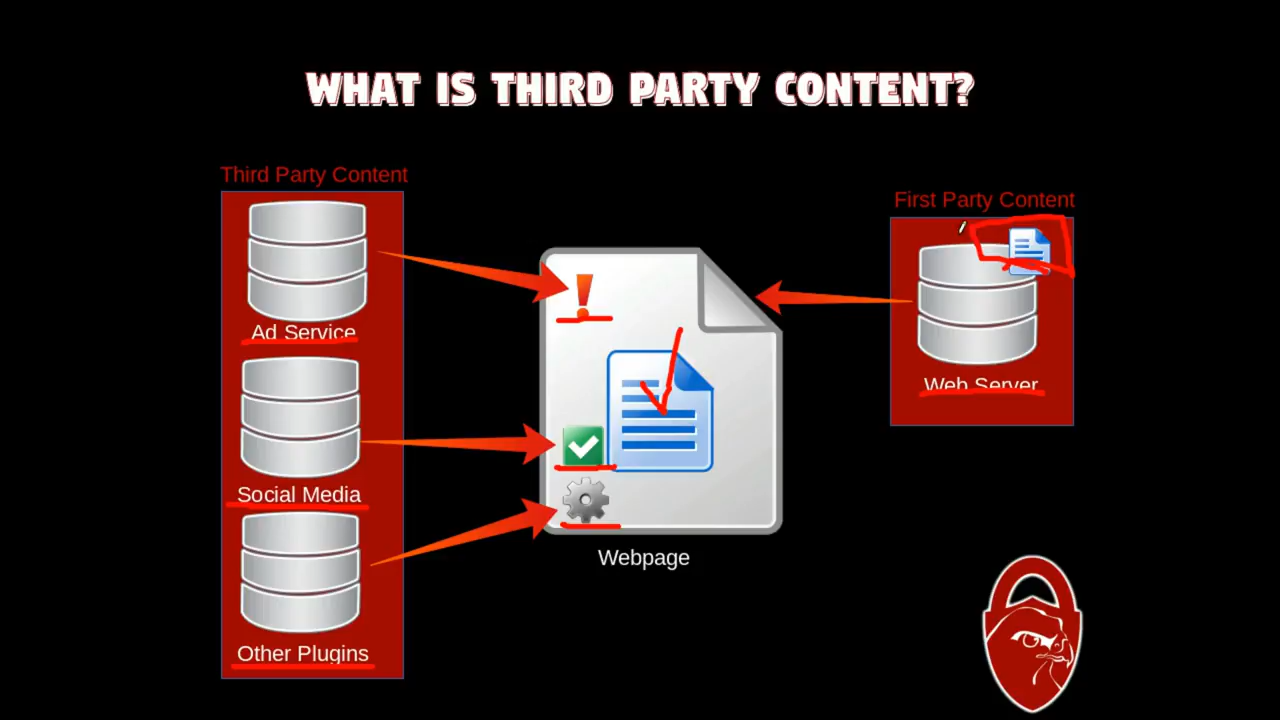 WHAT IS THIRD PARTY CONTENT?
Third Party Content
First Party Content
Ad Service
Web Server
Social Media
Webpage
Other Plugins